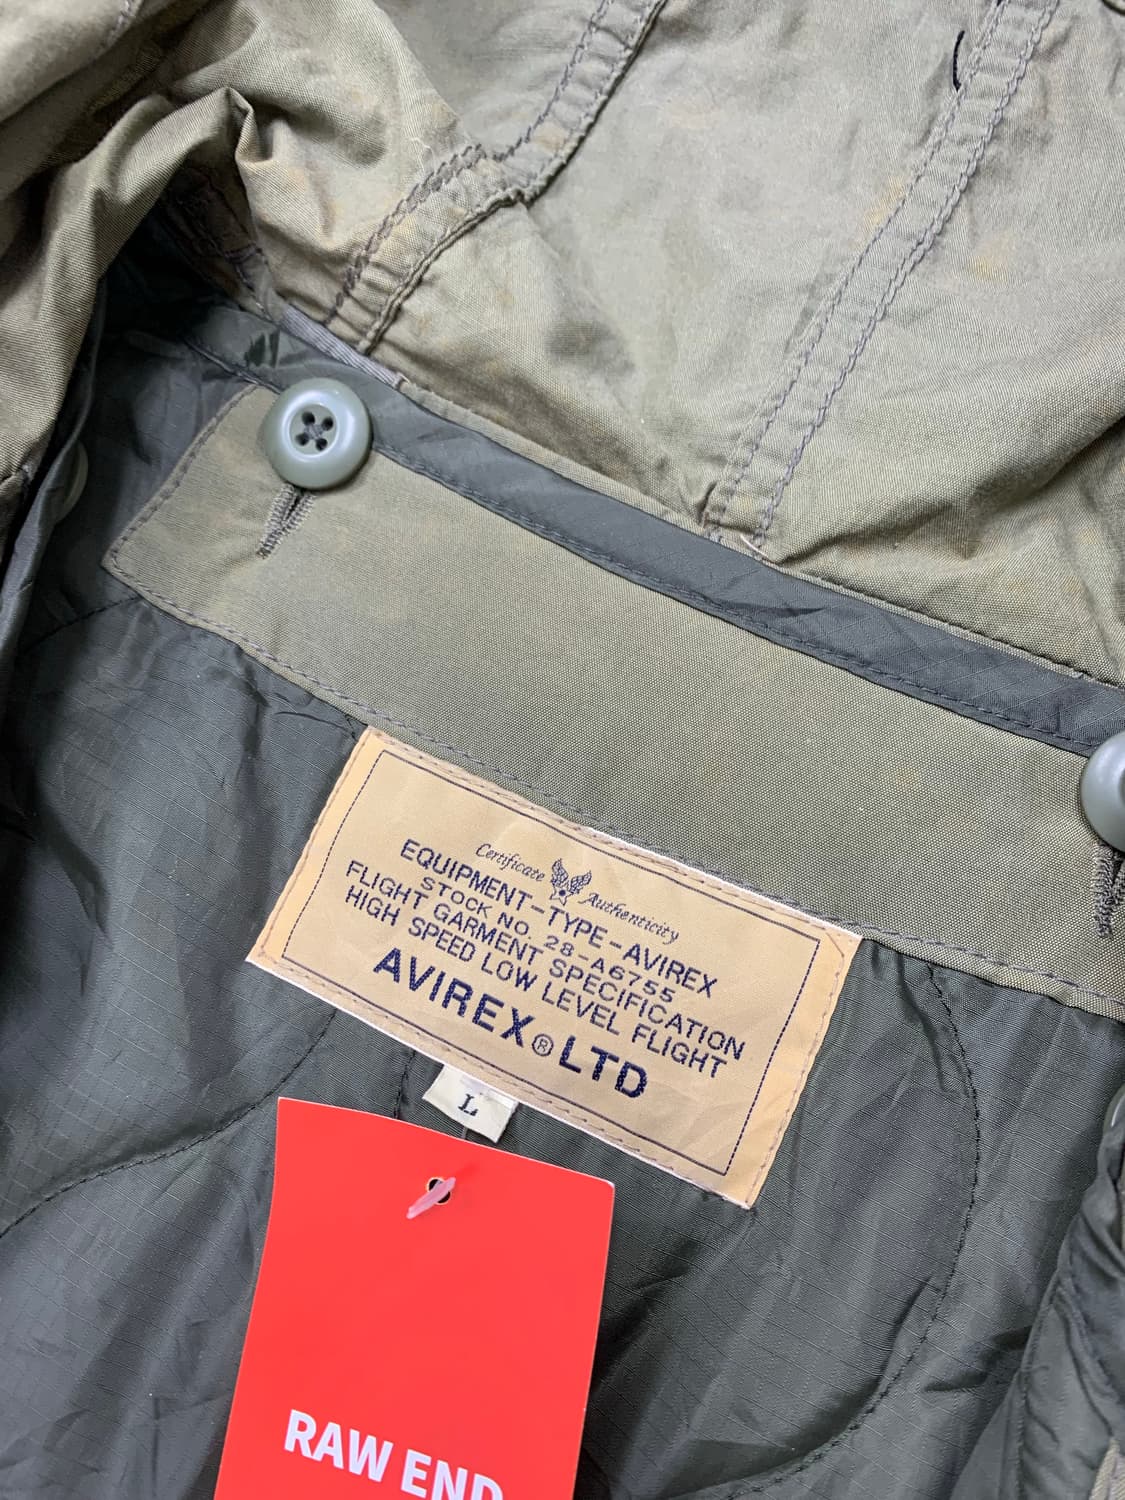 Certificate Authenticity
EQUIPMENT-TYPE-AVIREX
STOCK NO. 28-A6755
FLIGHT GARMENT SPECIFICATION
HIGH SPEED LOW LEVEL FLIGHT
AVIREX® LTD
L
RAW END